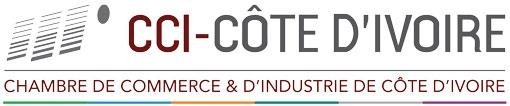 CCI-CÔTE D'IVOIRE
CHAMBRE DE COMMERCE & D'INDUSTRIE DE CÔTE D'IVOIRE